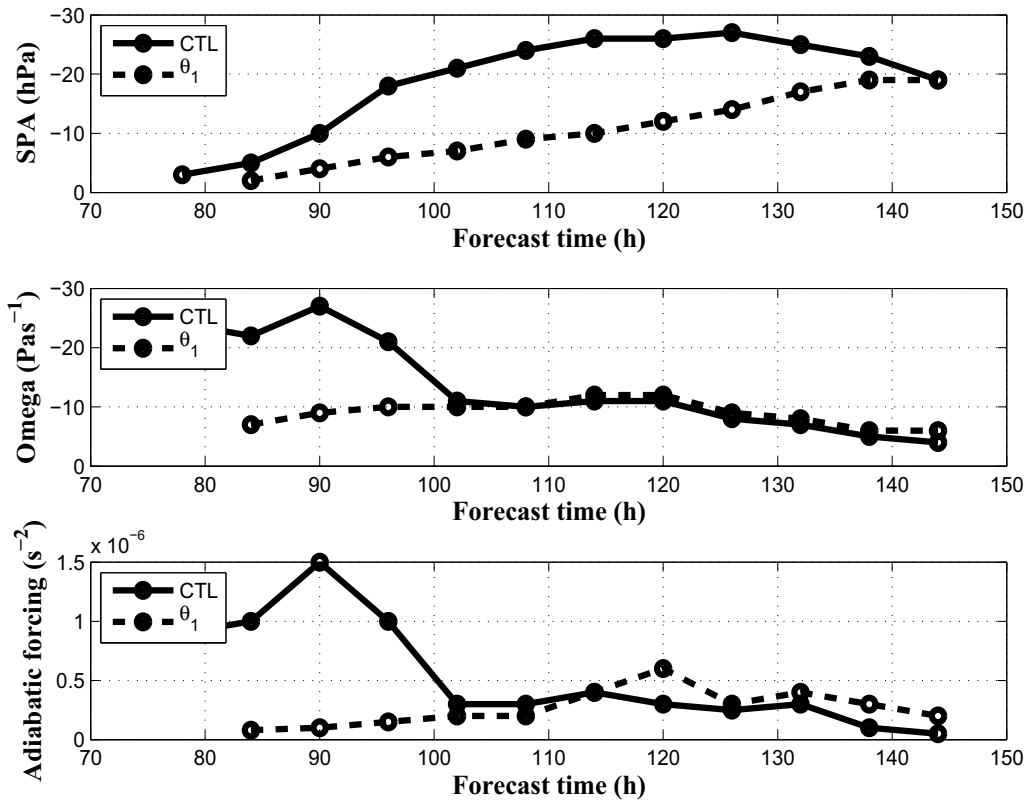 −30
−20
−10
0
SPA (hPa)
CTL
θ1
70 80 90 100 110 120 130 140 150
Forecast time (h)
−30
−20
−10
0
Omega (Pas−1)
CTL
θ1
70 80 90 100 110 120 130 140 150
Forecast time (h)
x 10−6
1.5
1
0.5
0
Adiabatic forcing (s−2)
CTL
θ1
70 80 90 100 110 120 130 140 150
Forecast time (h)